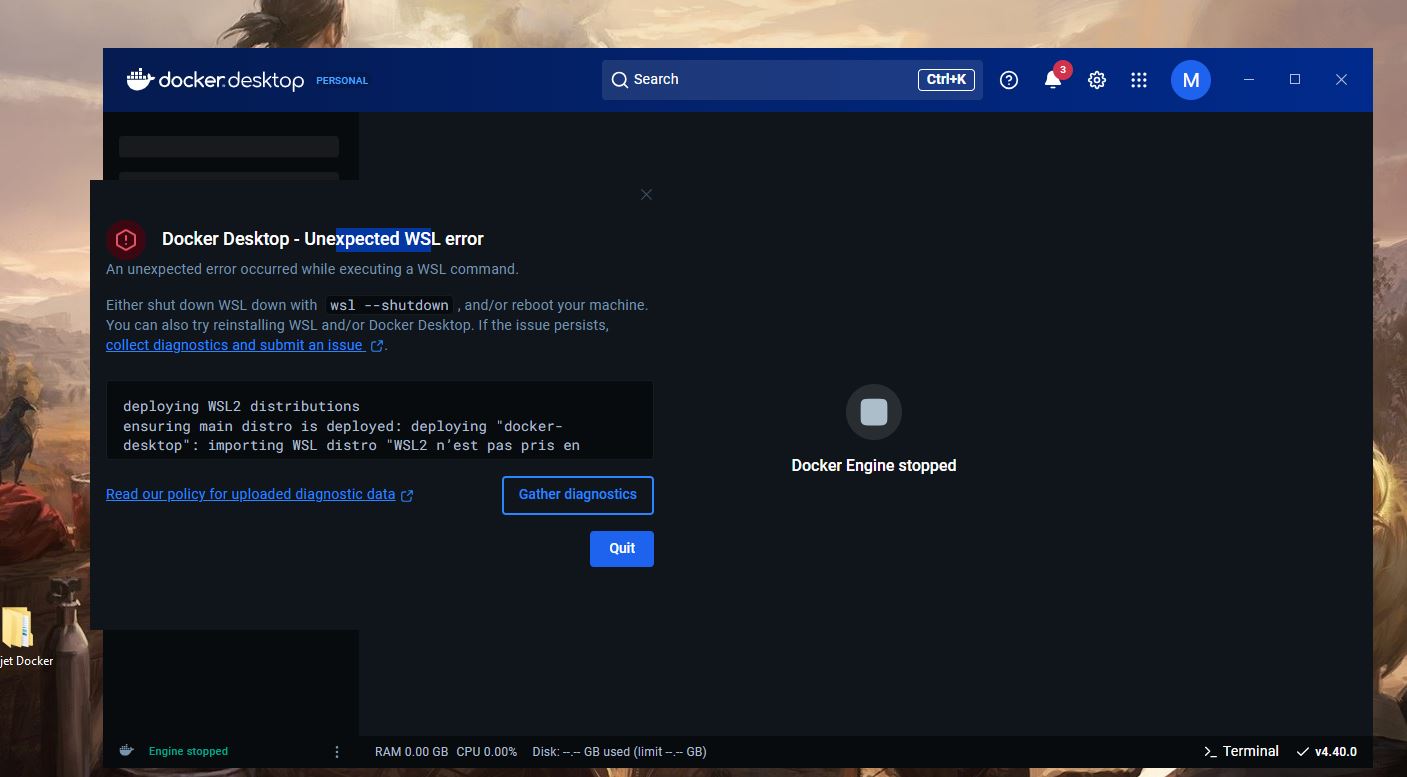 docker.desktop PERSONAL
Search
Ctrl+K
3
M
Docker Desktop - Unexpected WSL error
An unexpected error occurred while executing a WSL command.
Either shut down WSL down with wsl --shutdown , and/or reboot your machine.
You can also try reinstalling WSL and/or Docker Desktop. If the issue persists,
collect diagnostics and submit an issue .
deploying WSL2 distributions
ensuring main distro is deployed: deploying "docker-
desktop": importing WSL distro "WSL2 n’est pas pris en
Read our policy for uploaded diagnostic data
Gather diagnostics
Quit
Docker Engine stopped
jet Docker
Engine stopped
RAM 0.00 GB CPU 0.00% Disk: --.-- GB used (limit --.-- GB)
>_ Terminal
v4.40.0